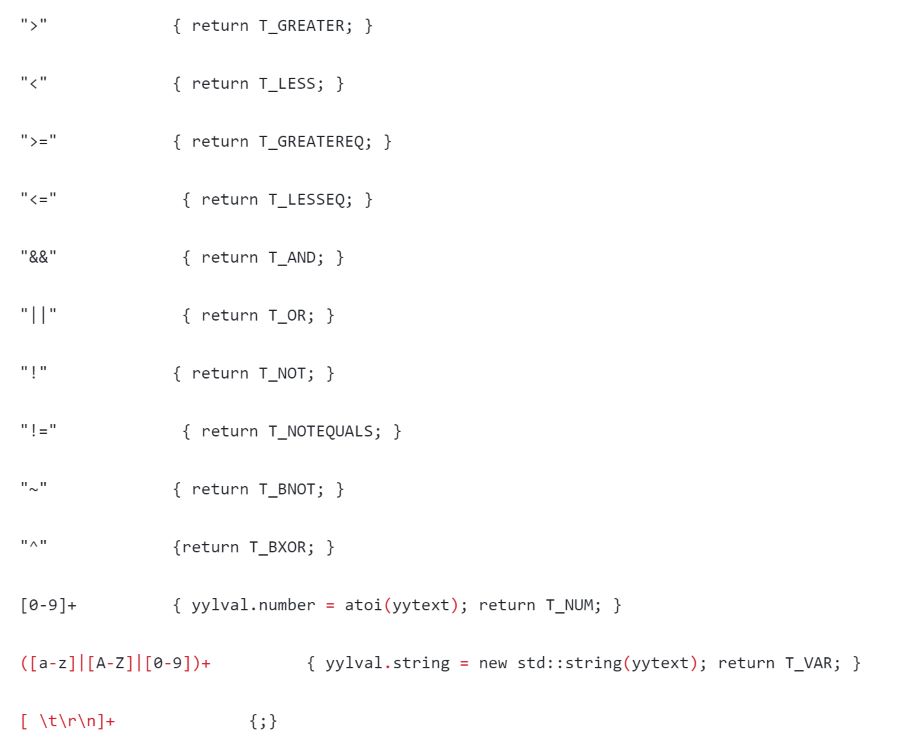 ">" { return T_GREATER; }
"<" { return T_LESS; }
">=" { return T_GREATEREQ; }
"<=" { return T_LESSEQ; }
"&&" { return T_AND; }
"||" { return T_OR; }
"!" { return T_NOT; }
"!=" { return T_NOTEQUALS; }
"~" { return T_BNOT; }
"^" {return T_BXOR; }
[0-9]+ { yylval.number = atoi(yytext); return T_NUM; }
([a-z]|[A-Z]|[0-9])+ { yylval.string = new std::string(yytext); return T_VAR; }
[ \t\r\n]+ {;}